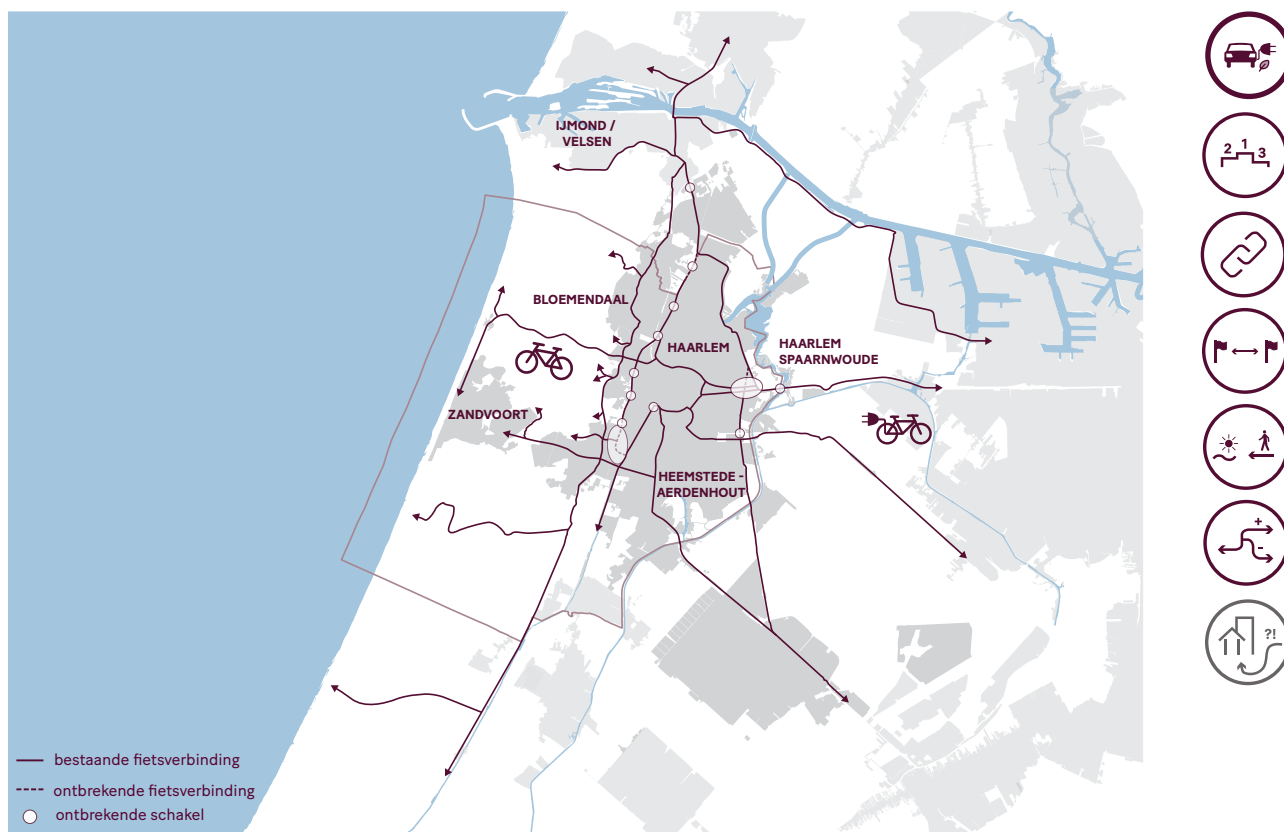 IJMOND /
VELSEN
BLOEMENDAAL
HAARLEM
HAARLEM
SPAARNWOUDE
ZANDVOORT
HEEMSTEDE -
AERDENHOUT
bestaande fietsverbinding
ontbrekende fietsverbinding
ontbrekende schakel
2 1 3
+
-
?!